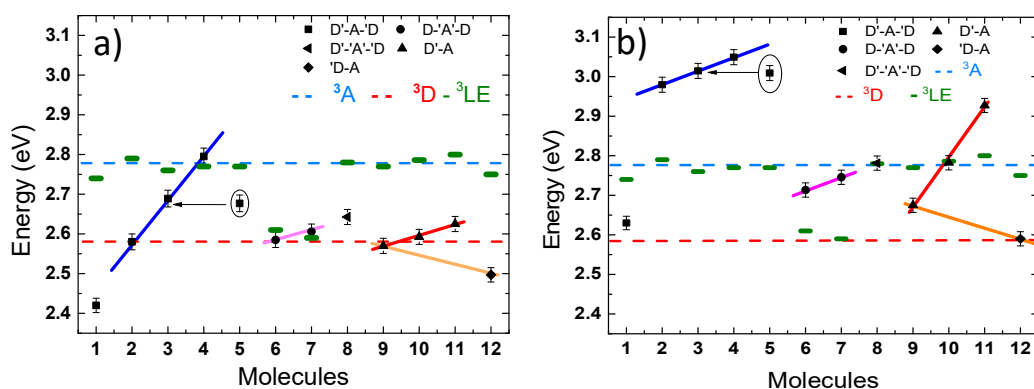 a)
D'-A-'D D-'A'-D
D'-'A'-'D D'-A
'D-A
³A ³D ³LE
3.1
3.0
2.9
2.8
2.7
2.6
2.5
2.4
Energy (eV)
1 2 3 4 5 6 7 8 9 10 11 12
Molecules
b)
D'-A-'D D'-A
D-'A'-D 'D-A
D'-'A'-'D ³A
³D ³LE
3.1
3.0
2.9
2.8
2.7
2.6
2.5
2.4
Energy (eV)
1 2 3 4 5 6 7 8 9 10 11 12
Molecules